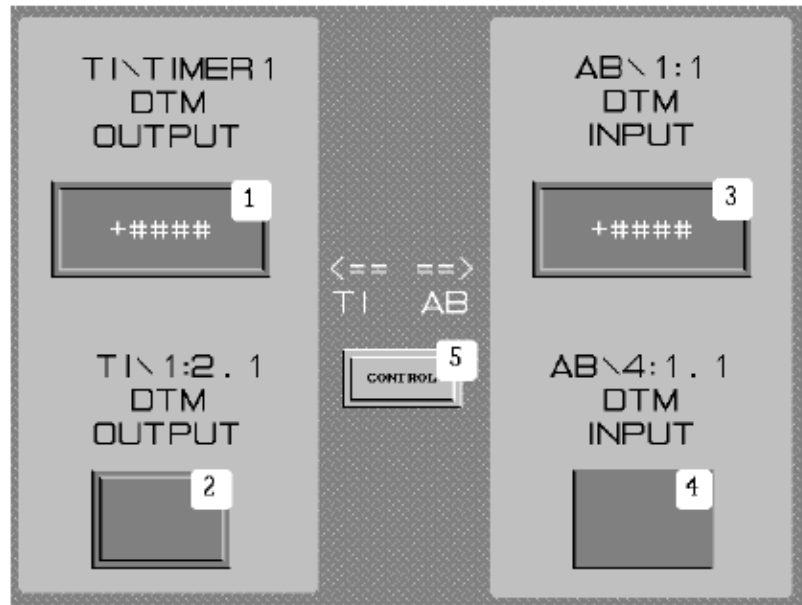 TI\TIMER1
DTM
OUTPUT
1
+####
TI\1:2.1
DTM
OUTPUT
2
<== ==>
TI AB
5
CONTROL
AB\1:1
DTM
INPUT
3
+####
AB\4:1.1
DTM
INPUT
4